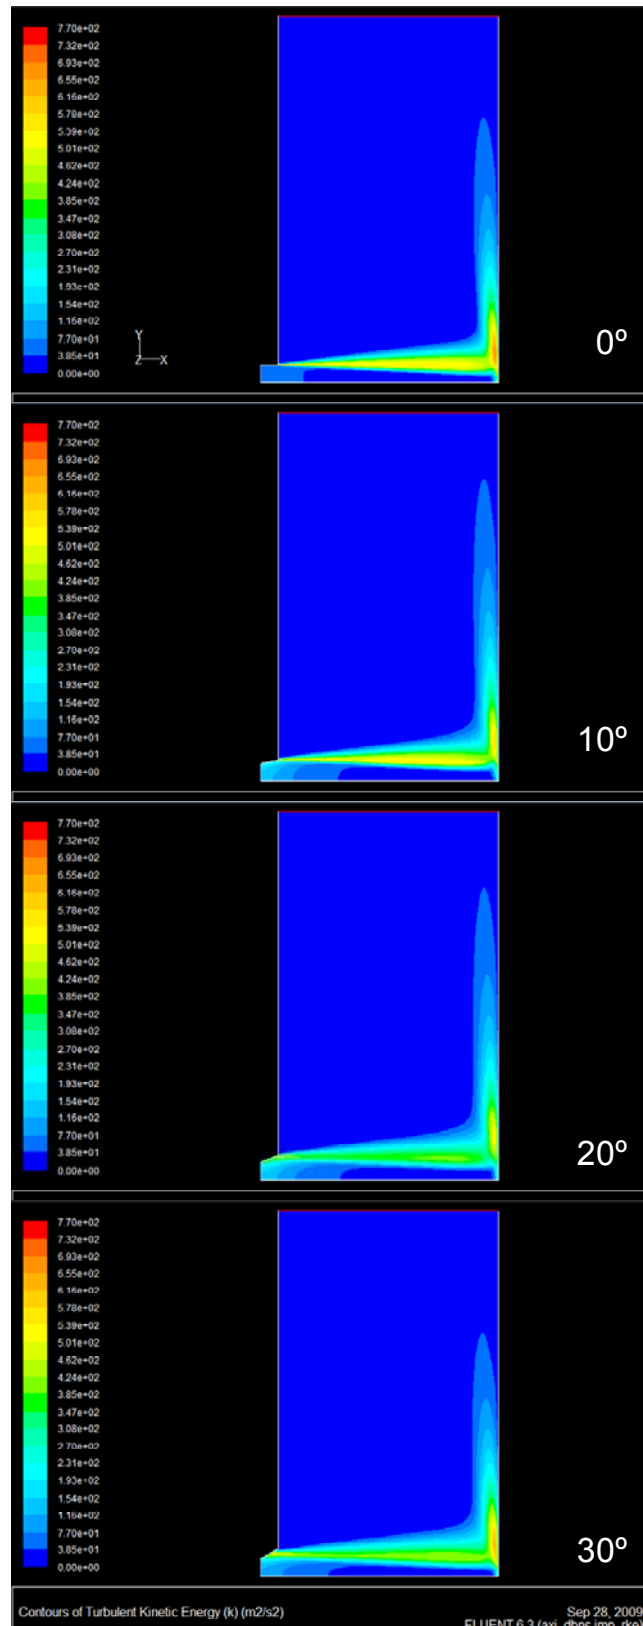 7.70e+02
7.32e+02
6.93e+02
6.55e+02
6.16e+02
5.78e+02
5.39e+02
5.01e+02
4.62e+02
4.24e+02
3.85e+02
3.47e+02
3.08e+02
2.70e+02
2.31e+02
1.93e+02
1.54e+02
1.16e+02
7.70e+01
3.85e+01
0.00e+00
Y
Z X
0º
7.70e+02
7.32e+02
6.93e+02
6.55e+02
6.16e+02
5.78e+02
5.39e+02
5.01e+02
4.62e+02
4.24e+02
3.85e+02
3.47e+02
3.08e+02
2.70e+02
2.31e+02
1.93e+02
1.54e+02
1.16e+02
7.70e+01
3.85e+01
0.00e+00
10º
7.70e+02
7.32e+02
6.93e+02
6.55e+02
6.16e+02
5.78e+02
5.39e+02
5.01e+02
4.62e+02
4.24e+02
3.85e+02
3.47e+02
3.08e+02
2.70e+02
2.31e+02
1.93e+02
1.54e+02
1.16e+02
7.70e+01
3.85e+01
0.00e+00
20º
7.70e+02
7.32e+02
6.93e+02
6.55e+02
6.16e+02
5.78e+02
5.39e+02
5.01e+02
4.62e+02
4.24e+02
3.85e+02
3.47e+02
3.08e+02
2.70e+02
2.31e+02
1.93e+02
1.54e+02
1.16e+02
7.70e+01
3.85e+01
0.00e+00
30º
Contours of Turbulent Kinetic Energy (k) (m2/s2) Sep 28, 2009
FLUENT 6.3 (axi, dbns imp, rke)